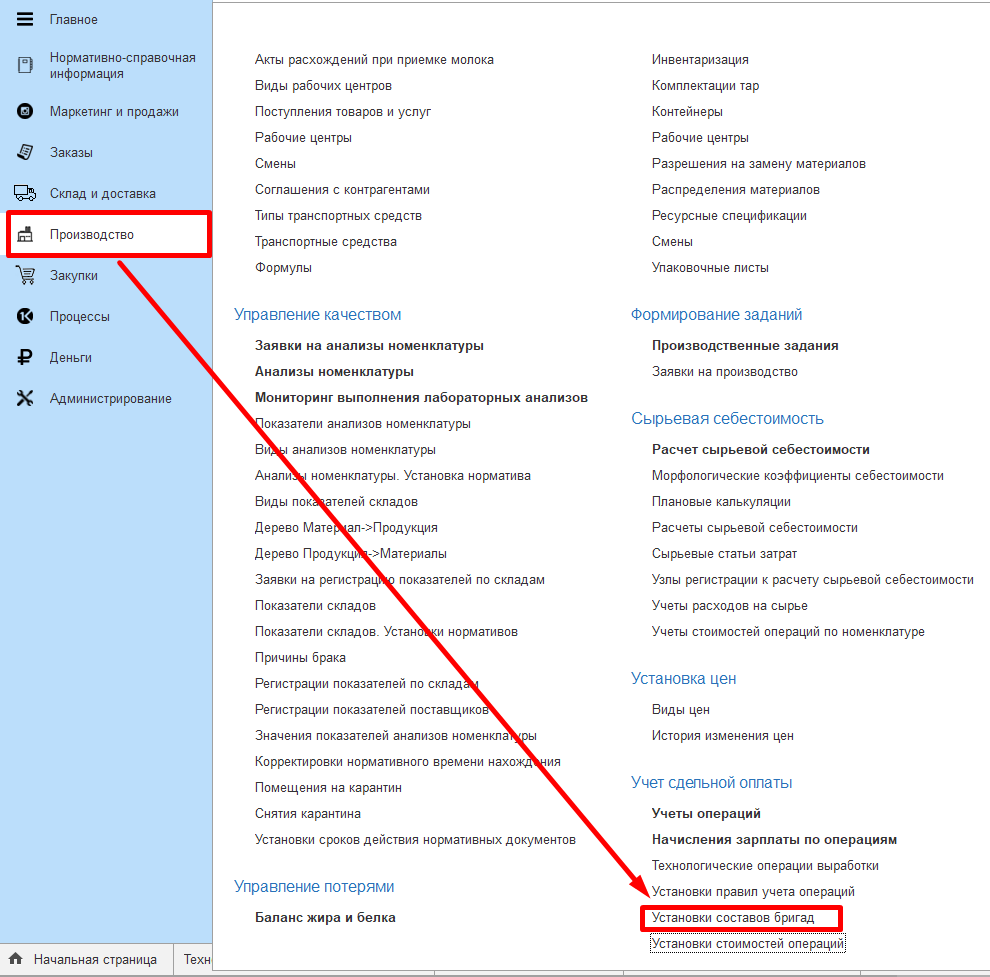 Главное
Нормативно-справочная
информация
Маркетинг и продажи
Заказы
Склад и доставка
Производство
Закупки
Процессы
Деньги
Администрирование
Акты расхождений при приемке молока
Виды рабочих центров
Поступления товаров и услуг
Рабочие центры
Смены
Соглашения с контрагентами
Типы транспортных средств
Транспортные средства
Формулы
Управление качеством
Заявки на анализы номенклатуры
Анализы номенклатуры
Мониторинг выполнения лабораторных анализов
Показатели анализов номенклатуры
Виды анализов номенклатуры
Анализы номенклатуры. Установка норматива
Виды показателей складов
Дерево Материал->Продукция
Дерево Продукция->Материалы
Заявки на регистрацию показателей по складам
Показатели складов
Показатели складов. Установки нормативов
Причины брака
Регистрации показателей по складам
Регистрации показателей поставщиков
Значения показателей анализов номенклатуры
Корректировки нормативного времени нахождения
Помещения на карантин
Снятия карантина
Установки сроков действия нормативных документов
Управление потерями
Баланс жира и белка
Инвентаризация
Комплектации тар
Контейнеры
Рабочие центры
Разрешения на замену материалов
Распределения материалов
Ресурсные спецификации
Смены
Упаковочные листы
Формирование заданий
Производственные задания
Заявки на производство
Сырьевая себестоимость
Расчет сырьевой себестоимости
Морфологические коэффициенты себестоимости
Плановые калькуляции
Расчеты сырьевой себестоимости
Сырьевые статьи затрат
Узлы регистрации к расчету сырьевой себестоимости
Учеты расходов на сырье
Учеты стоимостей операций по номенклатуре
Установка цен
Виды цен
История изменения цен
Учет сдельной оплаты
Учеты операций
Начисления зарплаты по операциям
Технологические операции выработки
Установки правил учета операций
Установки составов бригад
Установки стоимостей операций
Начальная страница
Техн